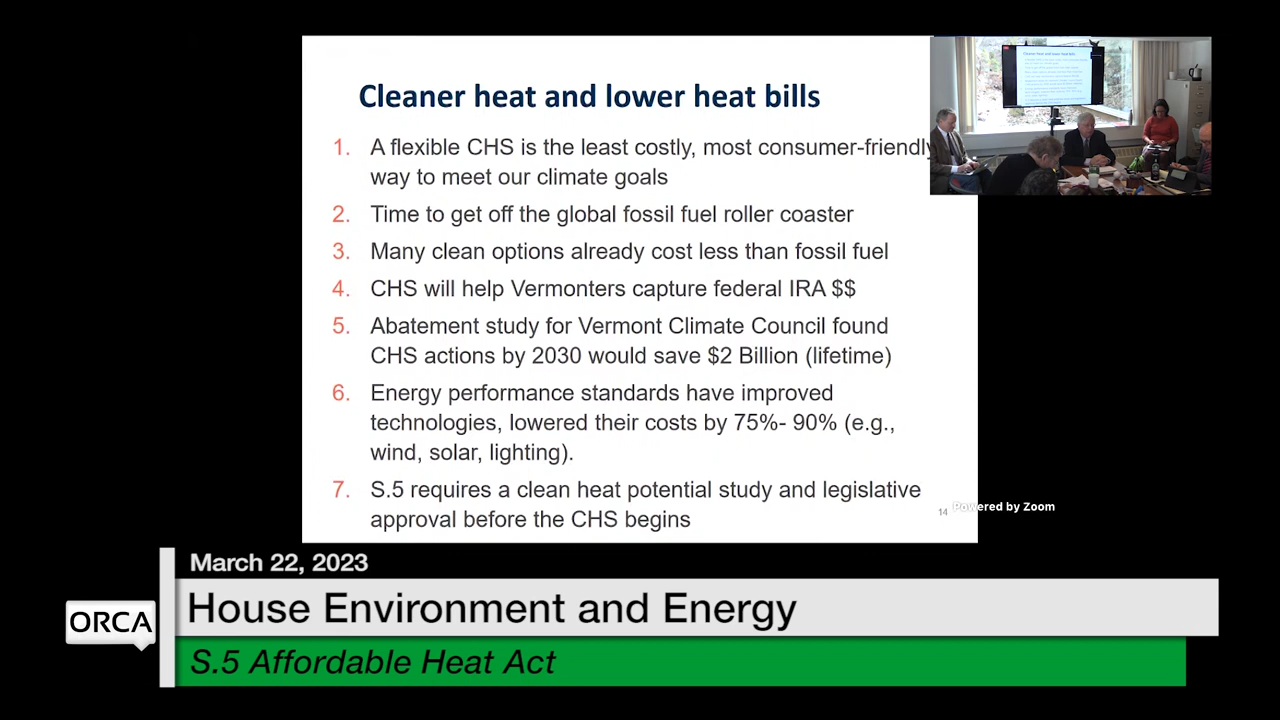 Cleaner heat and lower heat bills
1. A flexible CHS is the least costly, most consumer-friendly
way to meet our climate goals
2. Time to get off the global fossil fuel roller coaster
3. Many clean options already cost less than fossil fuel
4. CHS will help Vermonters capture federal IRA $$
5. Abatement study for Vermont Climate Council found
CHS actions by 2030 would save $2 Billion (lifetime)
6. Energy performance standards have improved
technologies, lowered their costs by 75%- 90% (e.g.,
wind, solar, lighting).
7. S.5 requires a clean heat potential study and legislative
approval before the CHS begins
14
Powered by Zoom
March 22, 2023
ORCA
House Environment and Energy
S.5 Affordable Heat Act